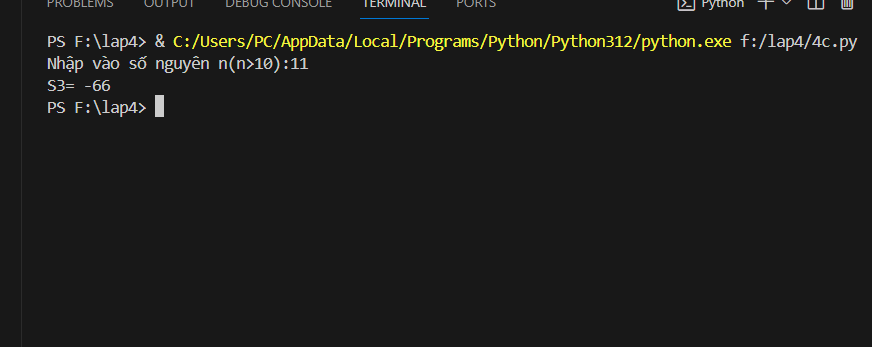 PROBLEMS OUTPUT DEBUG CONSOLE TERMINAL PORTS Python
PS F:\lap4> & C:/Users/PC/AppData/Local/Programs/Python/Python312/python.exe f:/lap4/4c.py
Nhập vào số nguyên n(n>10):11
S3= -66
PS F:\lap4>